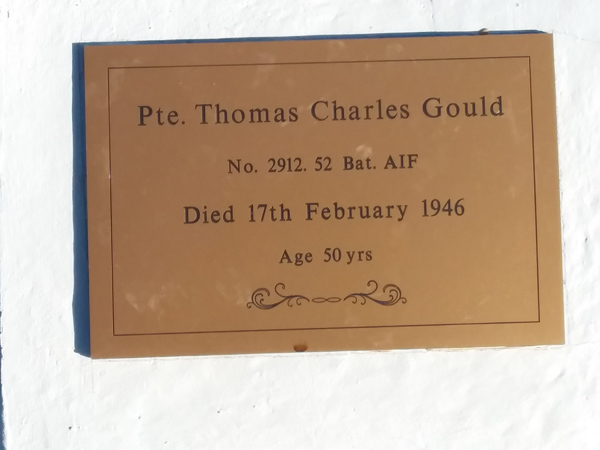 Pte. Thomas Charles Gould
No. 2912. 52 Bat. AIF
Died 17th February 1946
Age 50 yrs